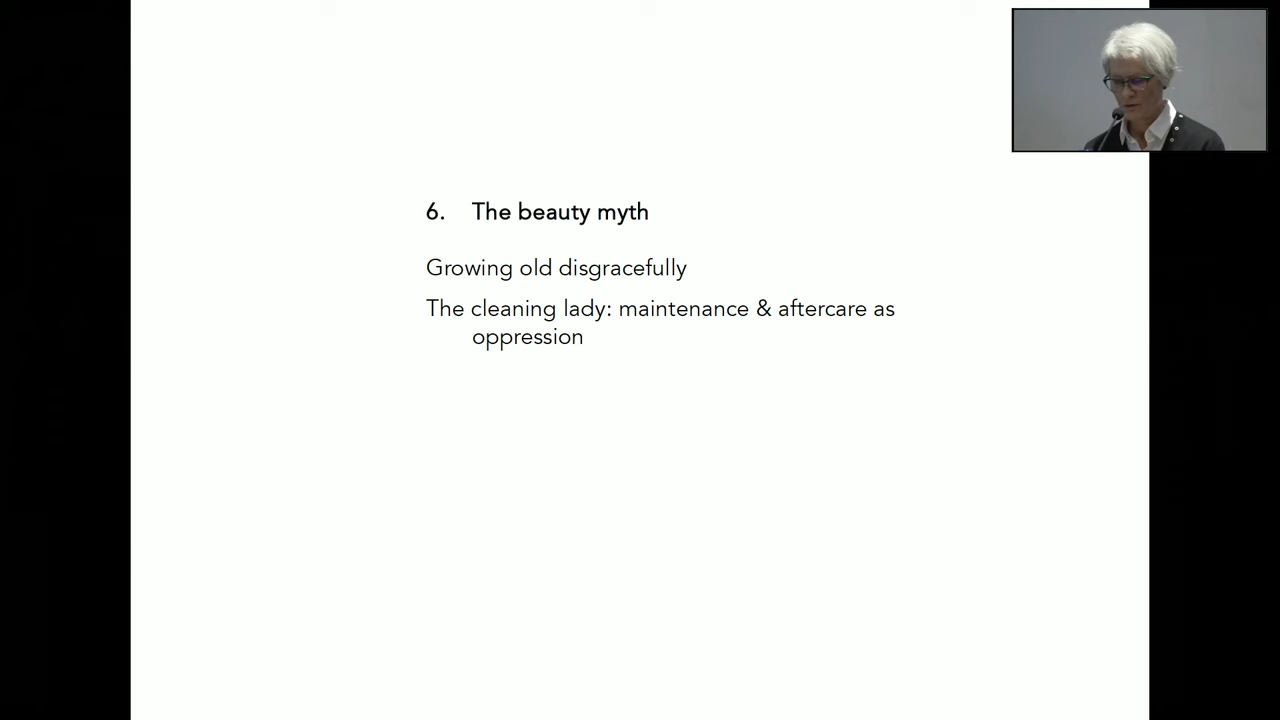 6. The beauty myth
Growing old disgracefully
The cleaning lady: maintenance & aftercare as
oppression